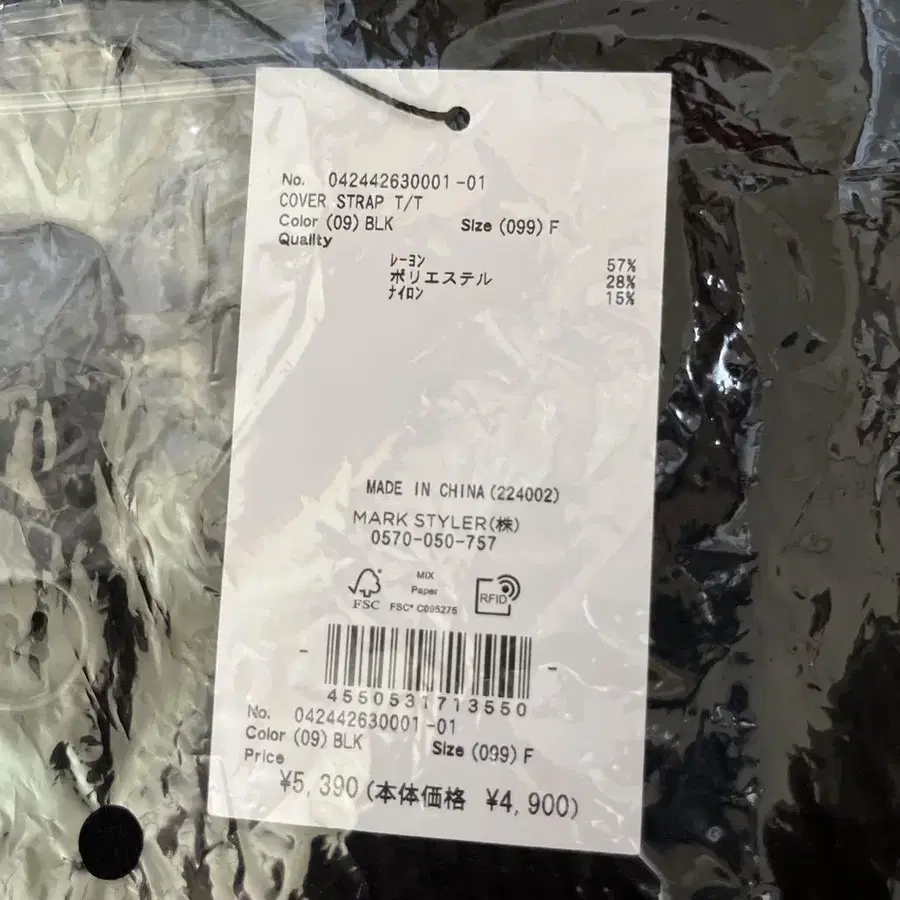 No. 042442630001-01
COVER STRAP T/T
Color (09) BLK Size (099) F
Quality
レーヨン 57%
ポリエステル 28%
ナイロン 15%
MADE IN CHINA(224002)
MARK STYLER(株)
0570-050-757
FSC
MIX
Paper
FSC® C095275
RFID
4550531713550
No. 042442630001-01
Color (09) BLK Size (099) F
Price
¥5,390(本体価格 ¥4,900)